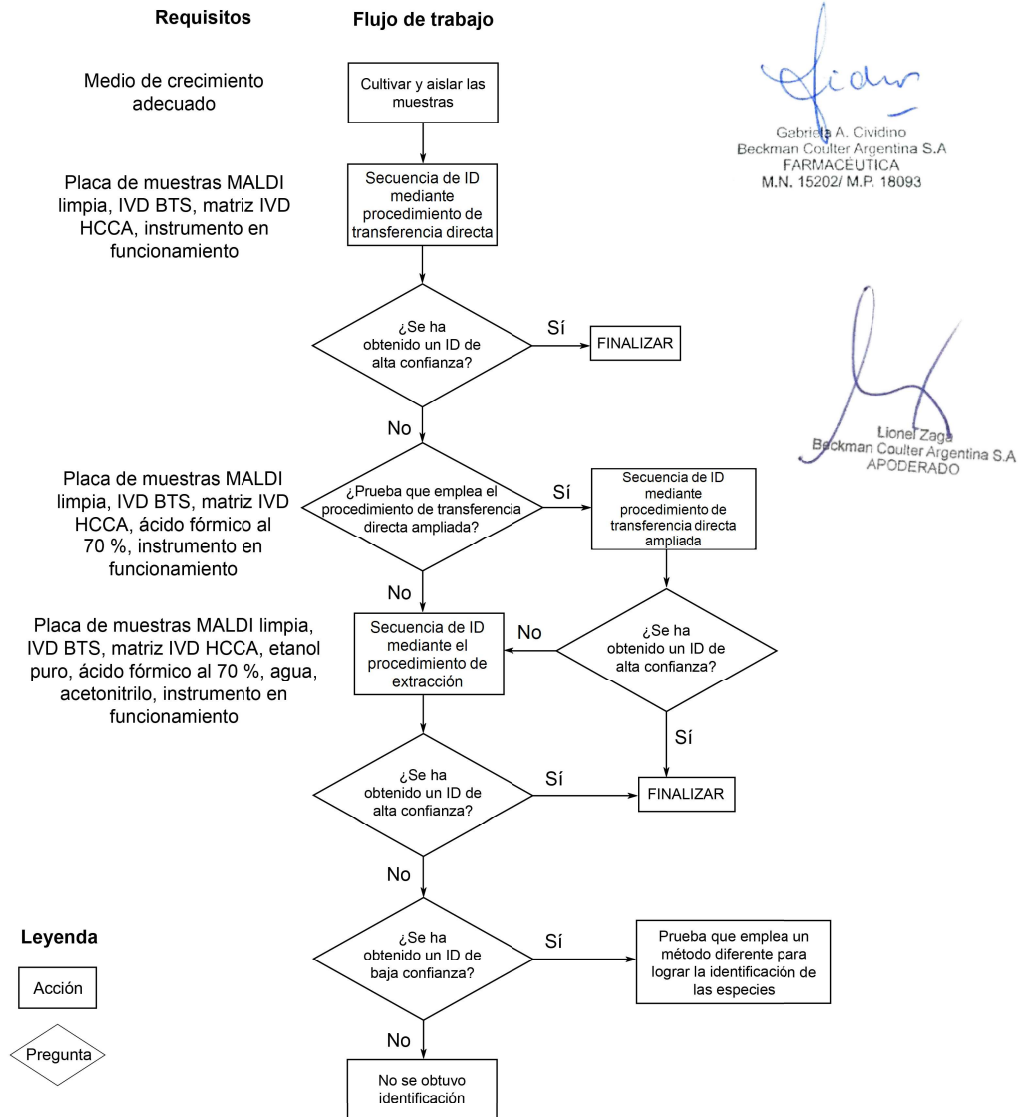 Requisitos
Flujo de trabajo
Medio de crecimiento
adecuado
Cultivar y aislar las
muestras
Gabriela A. Cividino
Beckman Coulter Argentina S.A
FARMACÉUTICA
M.N. 15202/ M.P. 18093
Placa de muestras MALDI
limpia, IVD BTS, matriz IVD
HCCA, instrumento en
funcionamiento
Secuencia de ID
mediante
procedimiento de
transferencia directa
¿Se ha
obtenido un ID de
alta confianza?
Sí
FINALIZAR
No
Lionel Zaga
Beckman Coulter Argentina S.A
APODERADO
Placa de muestras MALDI
limpia, IVD BTS, matriz IVD
HCCA, ácido fórmico al
70 %, instrumento en
funcionamiento
¿Prueba que emplea el
procedimiento de transferencia
directa ampliada?
Sí
Secuencia de ID
mediante
procedimiento de
transferencia directa
ampliada
No
Placa de muestras MALDI limpia,
IVD BTS, matriz IVD HCCA, etanol
puro, ácido fórmico al 70 %, agua,
acetonitrilo, instrumento en
funcionamiento
Secuencia de ID
mediante el
procedimiento de
extracción
No
¿Se ha
obtenido un ID de
alta confianza?
Sí
¿Se ha
obtenido un ID de
alta confianza?
Sí
FINALIZAR
No
¿Se ha
obtenido un ID de
baja confianza?
Sí
Prueba que emplea un
método diferente para
lograr la identificación de
las especies
No
No se obtuvo
identificación
Leyenda
Acción
Pregunta